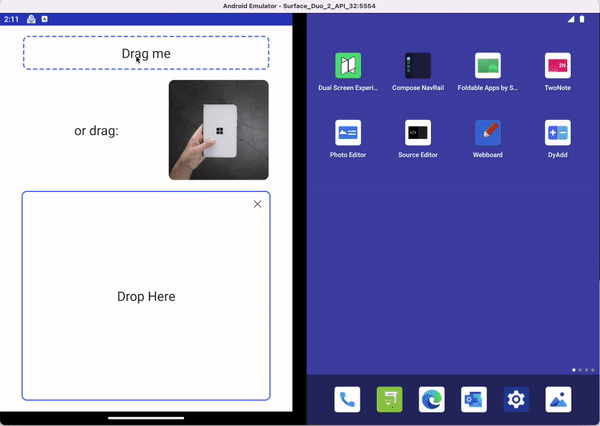 Android Emulator - Surface_Duo_2_API_32:5554
2:11
A
Drag me
or drag:
Drop Here
Dual Screen Experi...
Compose NavRail
Foldable Apps by S...
TwoNote
Photo Editor
Source Editor
Webboard
DyAdd